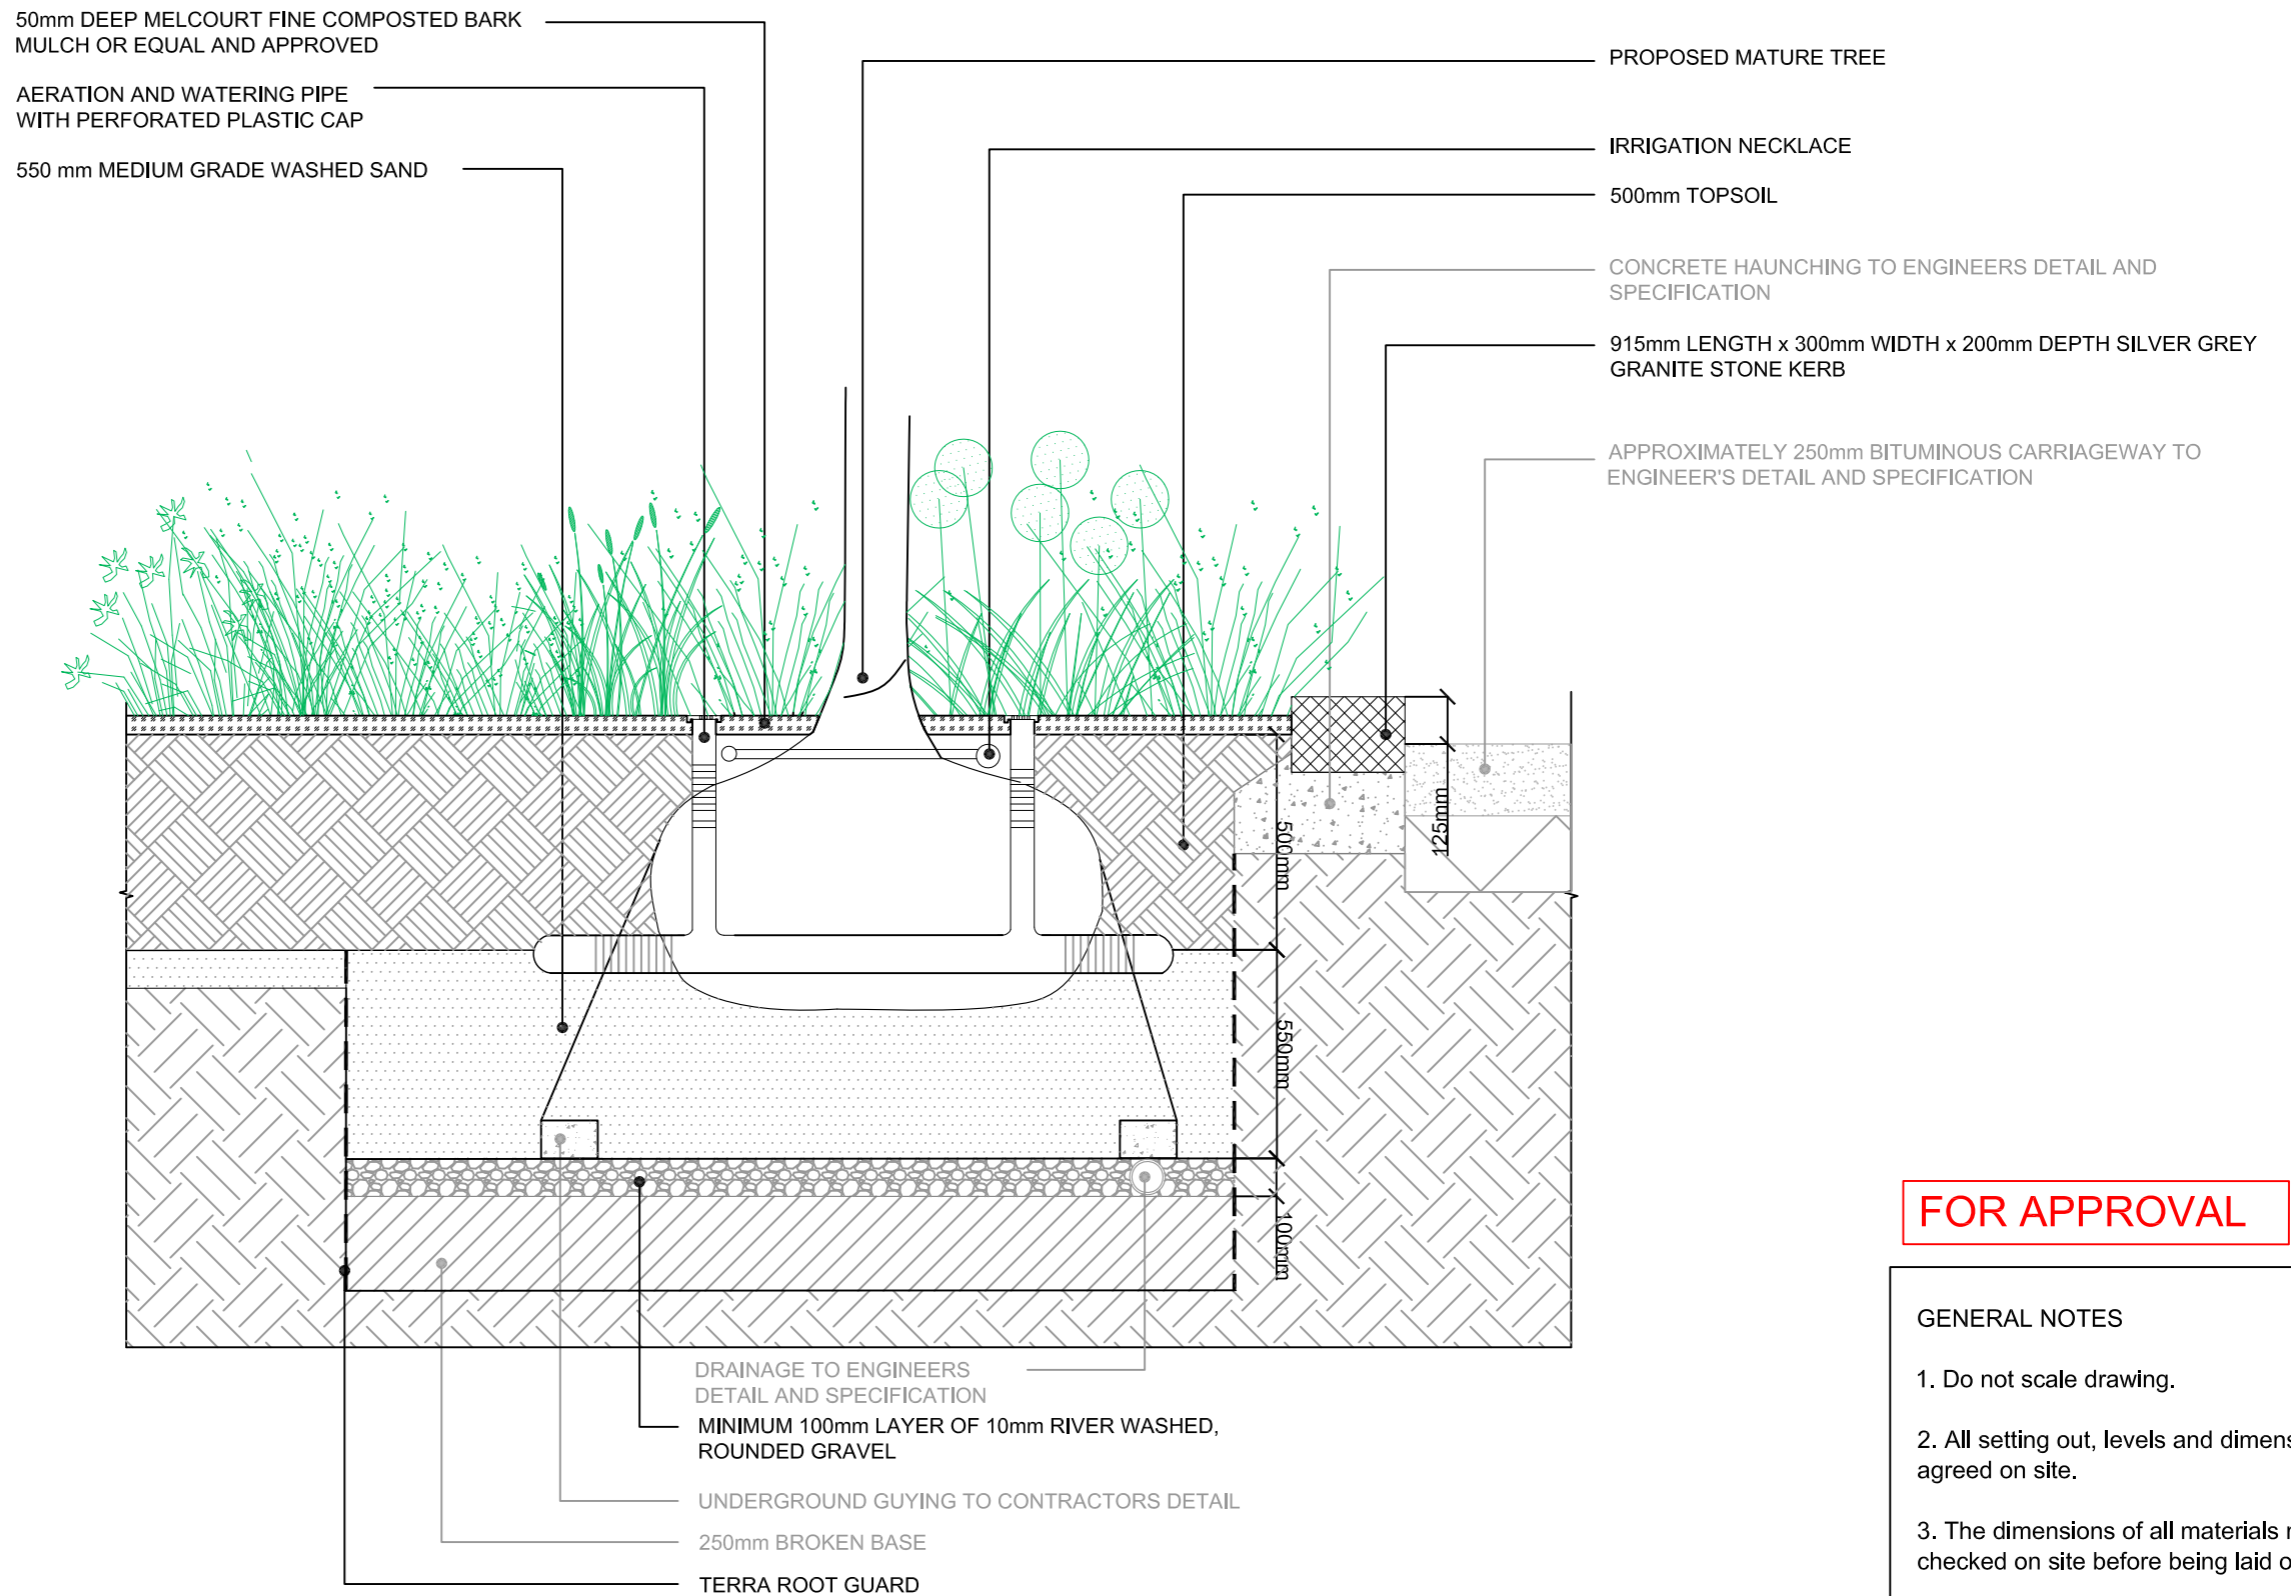 50mm DEEP MELCOURT FINE COMPOSTED BARK
MULCH OR EQUAL AND APPROVED
AERATION AND WATERING PIPE
WITH PERFORATED PLASTIC CAP
550 mm MEDIUM GRADE WASHED SAND
PROPOSED MATURE TREE
IRRIGATION NECKLACE
500mm TOPSOIL
CONCRETE HAUNCHING TO ENGINEERS DETAIL AND
SPECIFICATION
915mm LENGTH x 300mm WIDTH x 200mm DEPTH SILVER GREY
GRANITE STONE KERB
APPROXIMATELY 250mm BITUMINOUS CARRIAGEWAY TO
ENGINEER'S DETAIL AND SPECIFICATION
125mm
500mm
550mm
100mm
DRAINAGE TO ENGINEERS
DETAIL AND SPECIFICATION
MINIMUM 100mm LAYER OF 10mm RIVER WASHED,
ROUNDED GRAVEL
UNDERGROUND GUYING TO CONTRACTORS DETAIL
250mm BROKEN BASE
TERRA ROOT GUARD
FOR APPROVAL
GENERAL NOTES
1. Do not scale drawing.
2. All setting out, levels and dimens
agreed on site.
3. The dimensions of all materials
checked on site before being laid